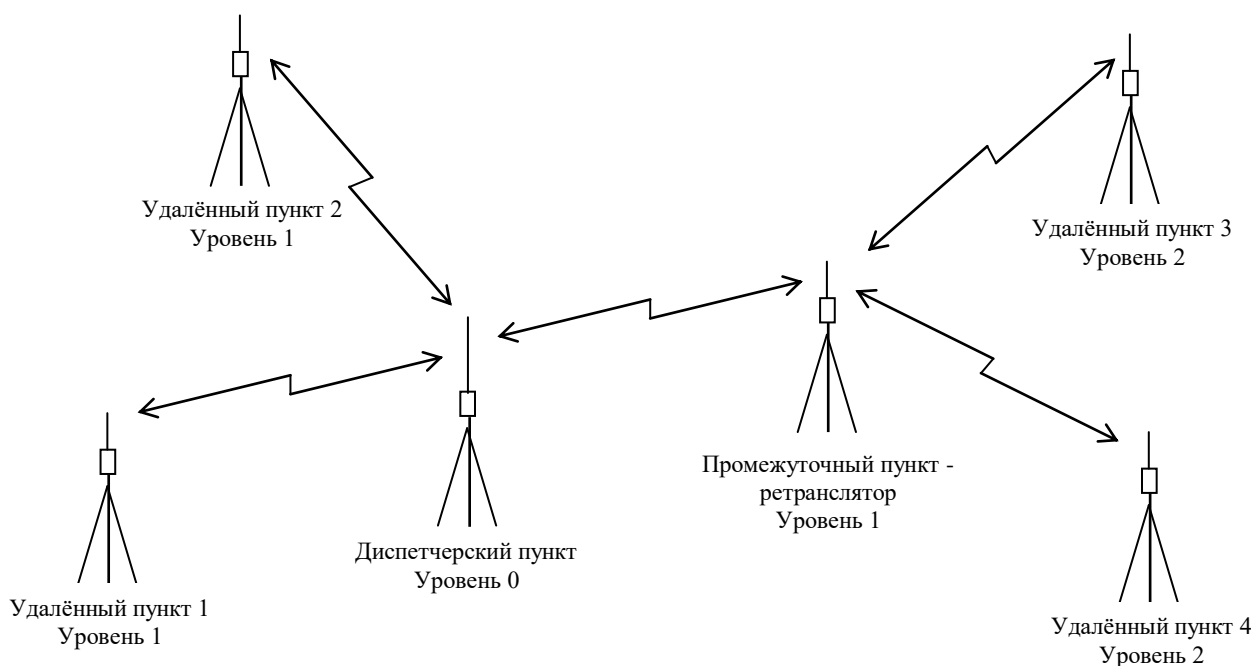 Удалённый пункт 2
Уровень 1
Удалённый пункт 3
Уровень 2
Промежуточный пункт -
ретранслятор
Уровень 1
Диспетчерский пункт
Уровень 0
Удалённый пункт 1
Уровень 1
Удалённый пункт 4
Уровень 2